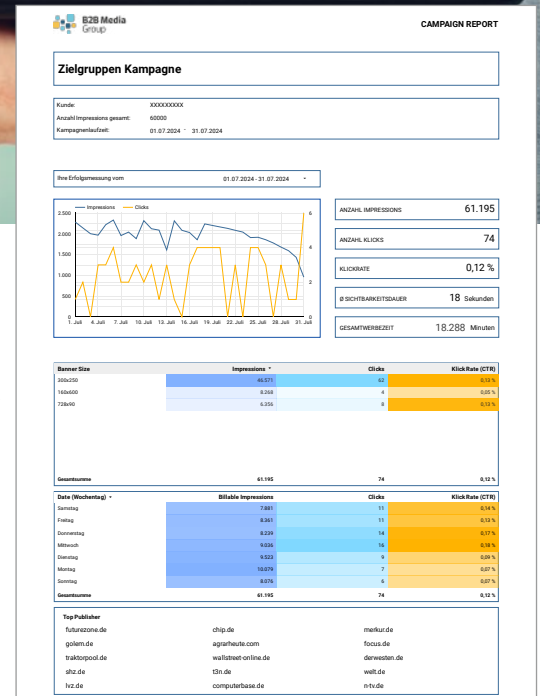 B2B Media
Group
CAMPAIGN REPORT
Zielgruppen Kampagne
Kunde: XXXXXXXXX
Anzahl Impressions gesamt: 60000
Kampagnenlaufzeit: 01.07.2024 - 31.07.2024
Ihre Erfolgsmessung vom 01.07.2024 - 31.07.2024
Impressions Clicks
2.500 6
2.000
1.500 4
1.000 2
500
0 0
1. Juli 4. Juli 7. Juli 10. Juli 13. Juli 16. Juli 19. Juli 22. Juli 25. Juli 28. Juli 31. Juli
ANZAHL IMPRESSIONS 61.195
ANZAHL KLICKS 74
KLICKRATE 0,12 %
Ø SICHTBARKEITSDAUER 18 Sekunden
GESAMTWERBEZEIT 18.288 Minuten
Banner Size Impressions Clicks Klick Rate (CTR)
300x250 46.571 62 0,13 %
160x600 8.268 4 0,05 %
728x90 6.356 8 0,13 %
Gesamtsumme 61.195 74 0,12 %
Date (Wochentag) Billable Impressions Clicks Klick Rate (CTR)
Samstag 7.881 11 0,14 %
Freitag 8.361 11 0,13 %
Donnerstag 8.239 14 0,17 %
Mittwoch 9.036 16 0,18 %
Dienstag 9.523 9 0,09 %
Montag 10.079 7 0,07 %
Sonntag 8.076 6 0,07 %
Gesamtsumme 61.195 74 0,12 %
Top Publisher
futurezone.de chip.de merkur.de
golem.de agrarheute.com focus.de
traktorpool.de wallstreet-online.de derwesten.de
shz.de t3n.de welt.de
lvz.de computerbase.de n-tv.de